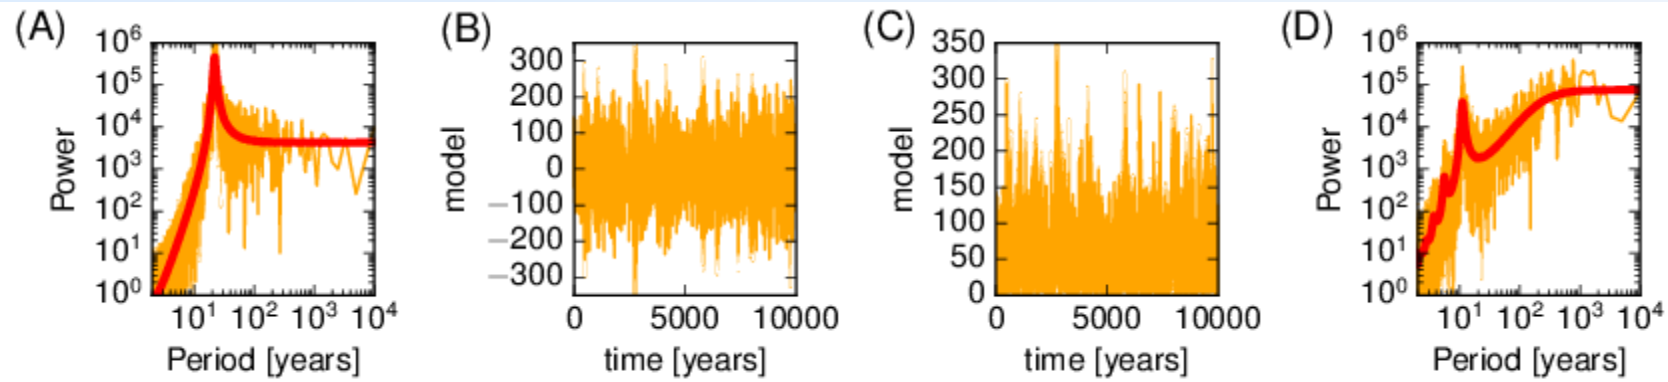 (A)
10^6
10^5
10^4
10^3
10^2
10^1
10^0
Power
10^1 10^2 10^3 10^4
Period [years]
(B)
300
200
100
0
−100
−200
−300
model
0 5000 10000
time [years]
(C)
350
300
250
200
150
100
50
0
model
0 5000 10000
time [years]
(D)
10^6
10^5
10^4
10^3
10^2
10^1
10^0
Power
10^1 10^2 10^3 10^4
Period [years]